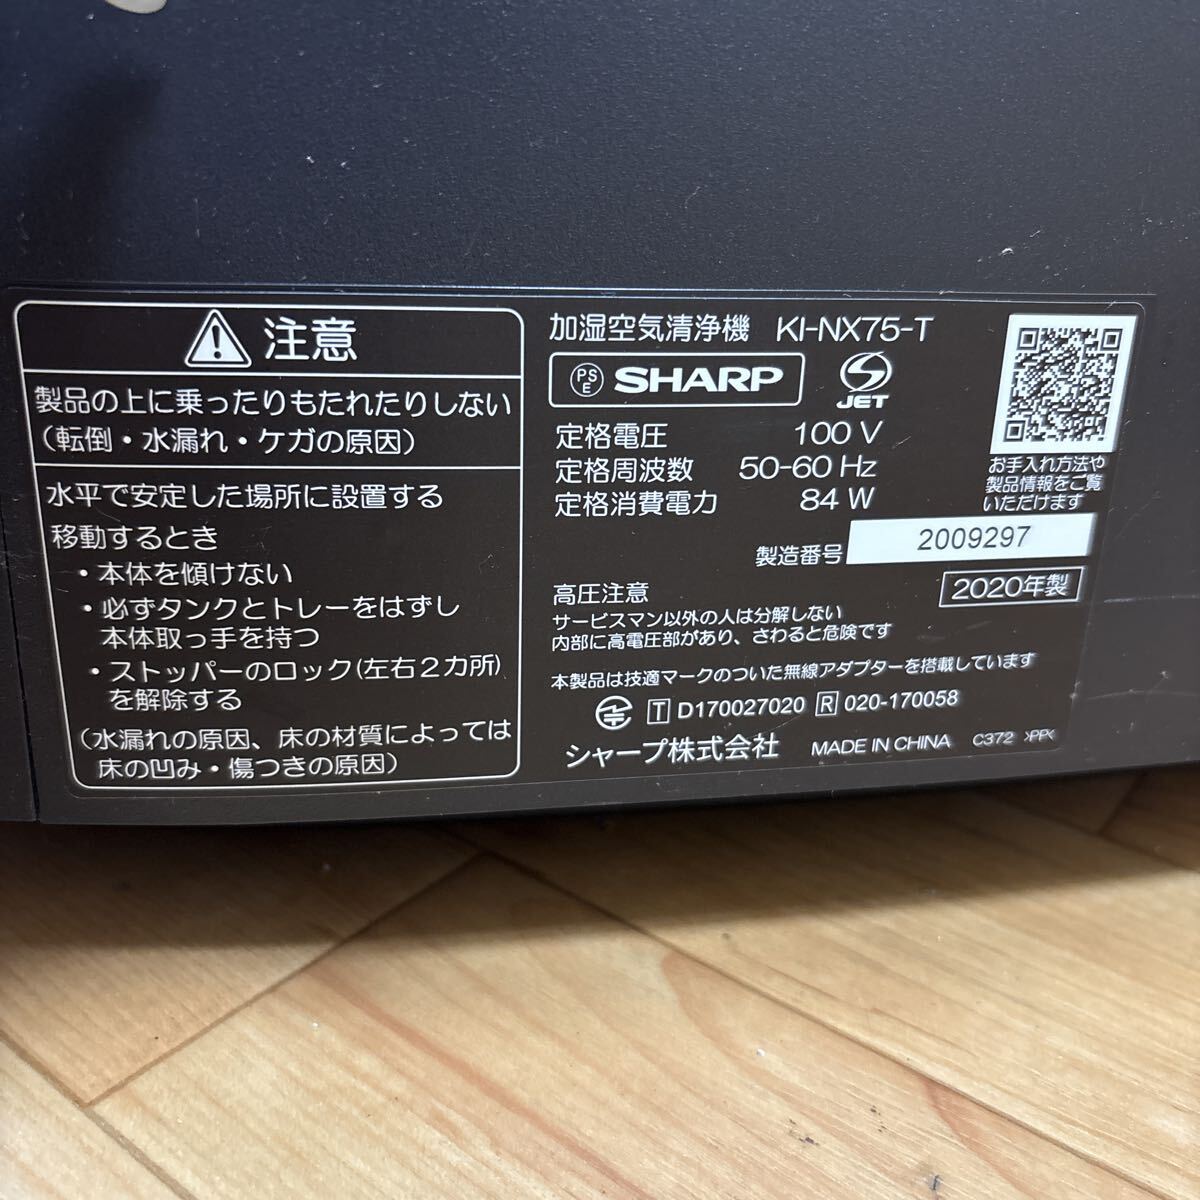 注意
製品の上に乗ったりもたれたりしない
(転倒・水漏れ・ケガの原因)
水平で安定した場所に設置する
移動するとき
・本体を傾けない
・必ずタンクとトレーをはずし
本体取っ手を持つ
・ストッパーのロック(左右2カ所)
を解除する
(水漏れの原因、床の材質によっては
床の凹み・傷つきの原因)
加湿空気清浄機 KI-NX75-T
PS
E
SHARP
JET
定格電圧 100 V
定格周波数 50-60 Hz
定格消費電力 84 W
お手入れ方法や
製品情報をご覧
いただけます
製造番号 2009297
2020年製
高圧注意
サービスマン以外の人は分解しない
内部に高電圧部があり、さわると危険です
本製品は技適マークのついた無線アダプターを搭載しています
T D170027020 R 020-170058
シャープ株式会社 MADE IN CHINA C372 >PP<